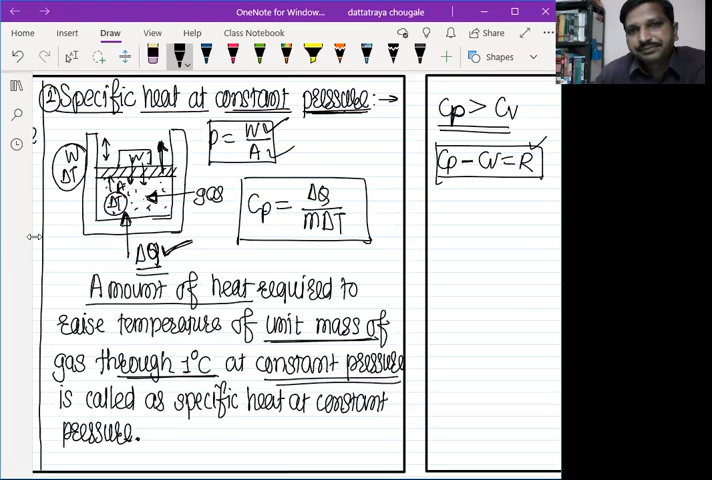 OneNote for Window...
dattatraya chougale
Home
Insert
Draw
View
Help
Class Notebook
Share
Shapes
② Specific heat at constant pressure:→
W
ΔT
W
A
ΔT
gas
ΔQ
P = W/A
Cp = ΔQ/mΔT
Amount of heat required to
raise temperature of unit mass of
gas through 1°C at constant pressure
is called as specific heat at constant
pressure.
Cp > Cv
Cp - Cv = R